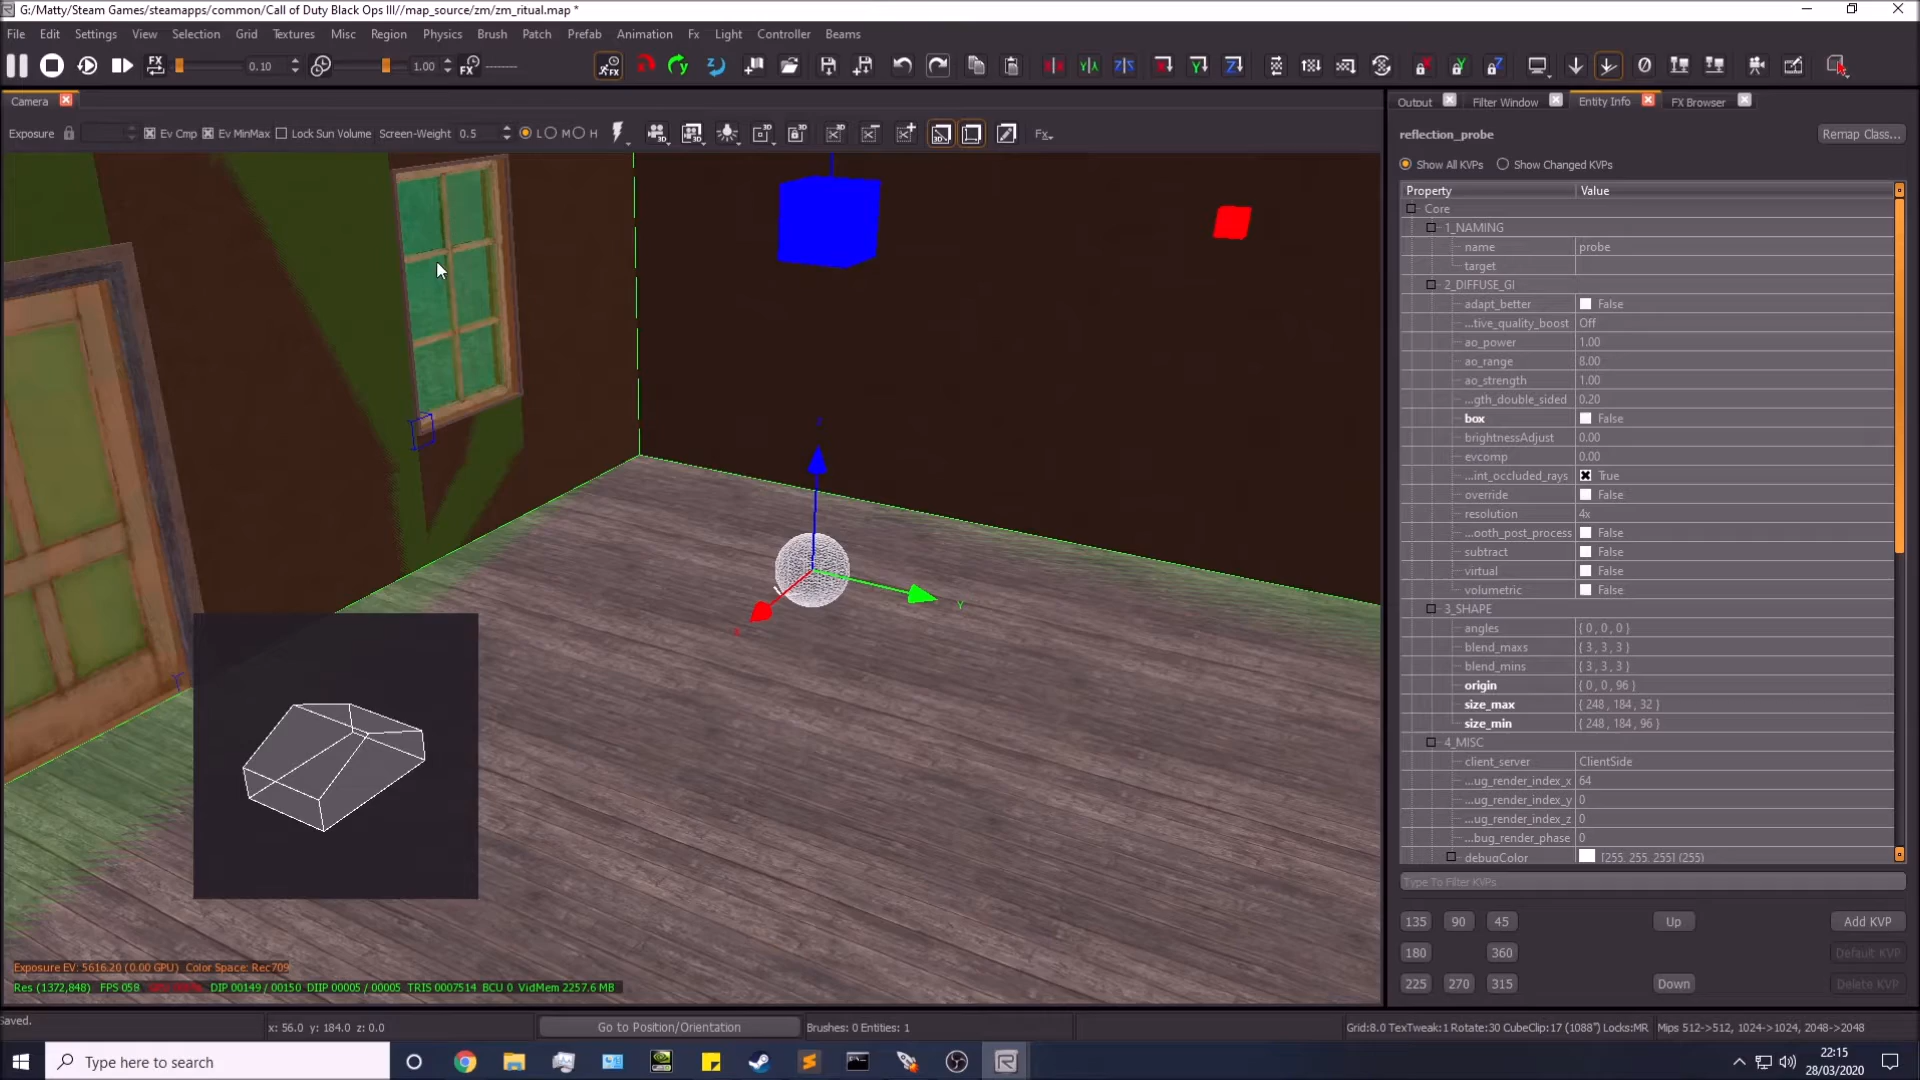 G:/Matty/Steam Games/steamapps/common/Call of Duty Black Ops III//map_source/zm/zm_ritual.map *
File Edit Settings View Selection Grid Textures Misc Region Physics Brush Patch Prefab Animation Fx Light Controller Beams
FX 0.10 1.00 FX
Camera
Output Filter Window Entity Info FX Browser
Exposure Ev Cmp Ev MinMax Lock Sun Volume Screen-Weight 0.5 L M H Fx
reflection_probe Remap Class...
Show All KVPs Show Changed KVPs
Property Value
Core
1_NAMING
name probe
target
2_DIFFUSE_GI
adapt_better False
...tive_quality_boost Off
ao_power 1.00
ao_range 8.00
ao_strength 1.00
...gth_double_sided 0.20
box False
brightnessAdjust 0.00
evcomp 0.00
...int_occluded_rays True
override False
resolution 4x
...ooth_post_process False
subtract False
virtual False
volumetric False
3_SHAPE
angles { 0 , 0 , 0 }
blend_maxs { 3 , 3 , 3 }
blend_mins { 3 , 3 , 3 }
origin { 0 , 0 , 96 }
size_max { 248 , 184 , 32 }
size_min { 248 , 184 , 96 }
4_MISC
client_server ClientSide
...ug_render_index_x 64
...ug_render_index_y 0
...ug_render_index_z 0
...bug_render_phase 0
debugColor [255, 255, 255] (255)
Type To Filter KVPs
135 90 45 Up Add KVP
180 360 Default KVP
225 270 315 Down Delete KVP
Exposure EV: 5616.20 (0.00 GPU) Color Space: Rec709
Res (1372,848) FPS 058 DIP 00149 / 00150 DIIP 00005 / 00005 TRIS 0007514 BCU 0 VidMem 2257.6 MB
Saved. x: 56.0 y: 184.0 z: 0.0 Go to Position/Orientation Brushes: 0 Entities: 1 Grid:8.0 TexTweak:1 Rotate:30 CubeClip:17 (1088") Locks:MR Mips 512->512, 1024->1024, 2048->2048
Type here to search
22:15
28/03/2020